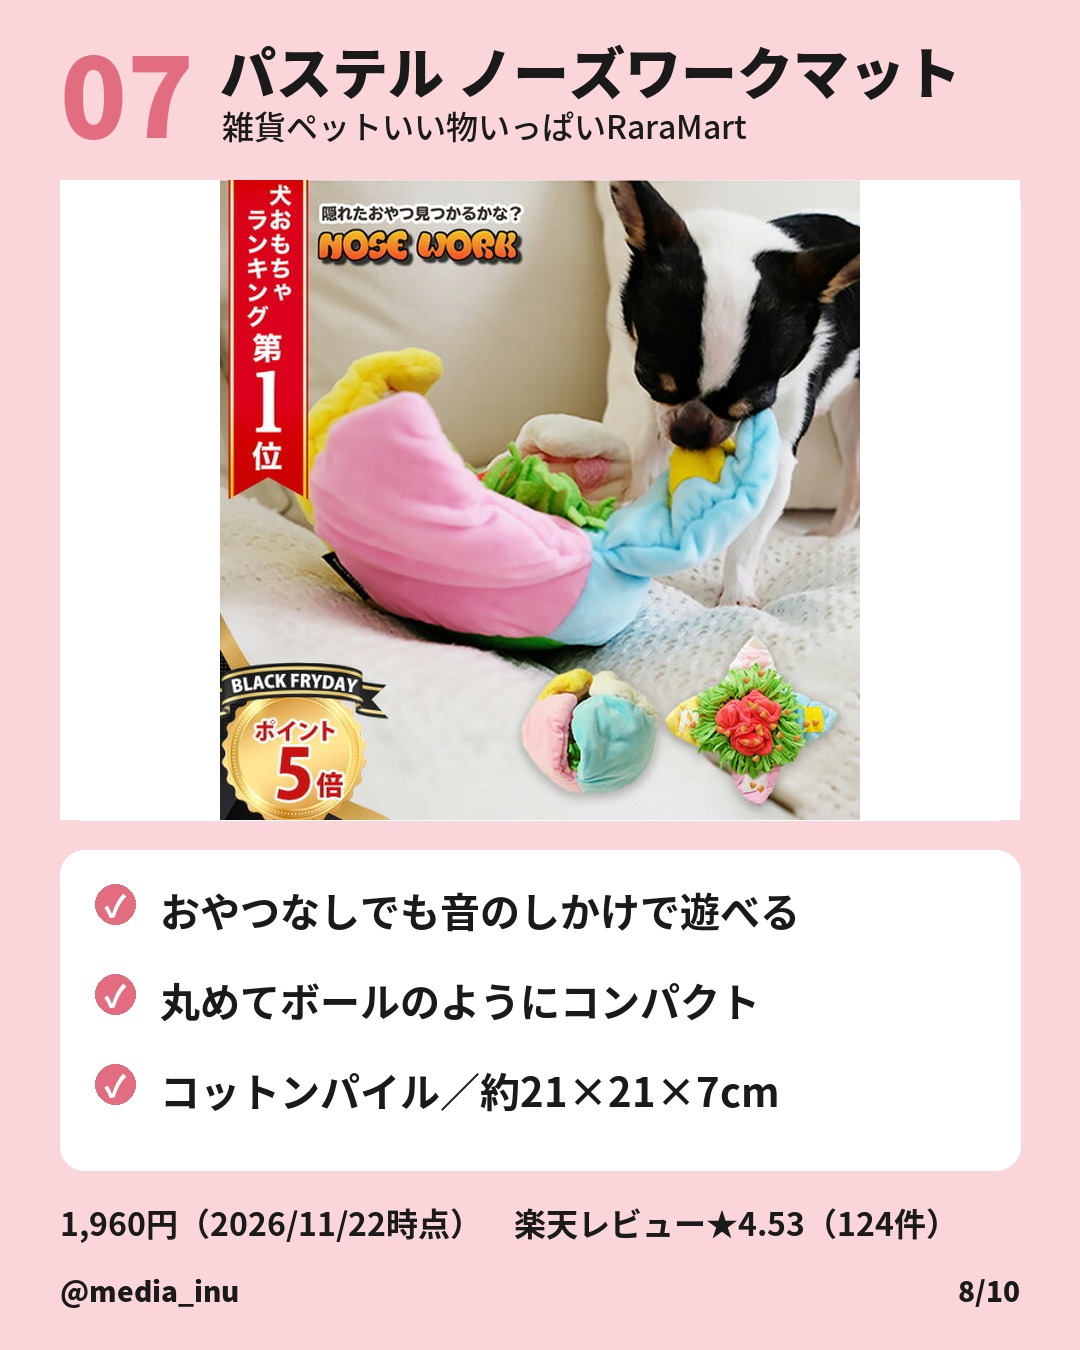 07
パステル ノーズワークマット
雑貨ペットいい物いっぱいRaraMart
犬おもちゃ
ランキング
第
1
位
隠れたおやつ見つかるかな？
NOSE WORK
BLACK FRYDAY
ポイント
5倍
おやつなしでも音のしかけで遊べる
丸めてボールのようにコンパクト
コットンパイル／約21×21×7cm
1,960円（2026/11/22時点）　楽天レビュー★4.53（124件）
@media_inu
8/10